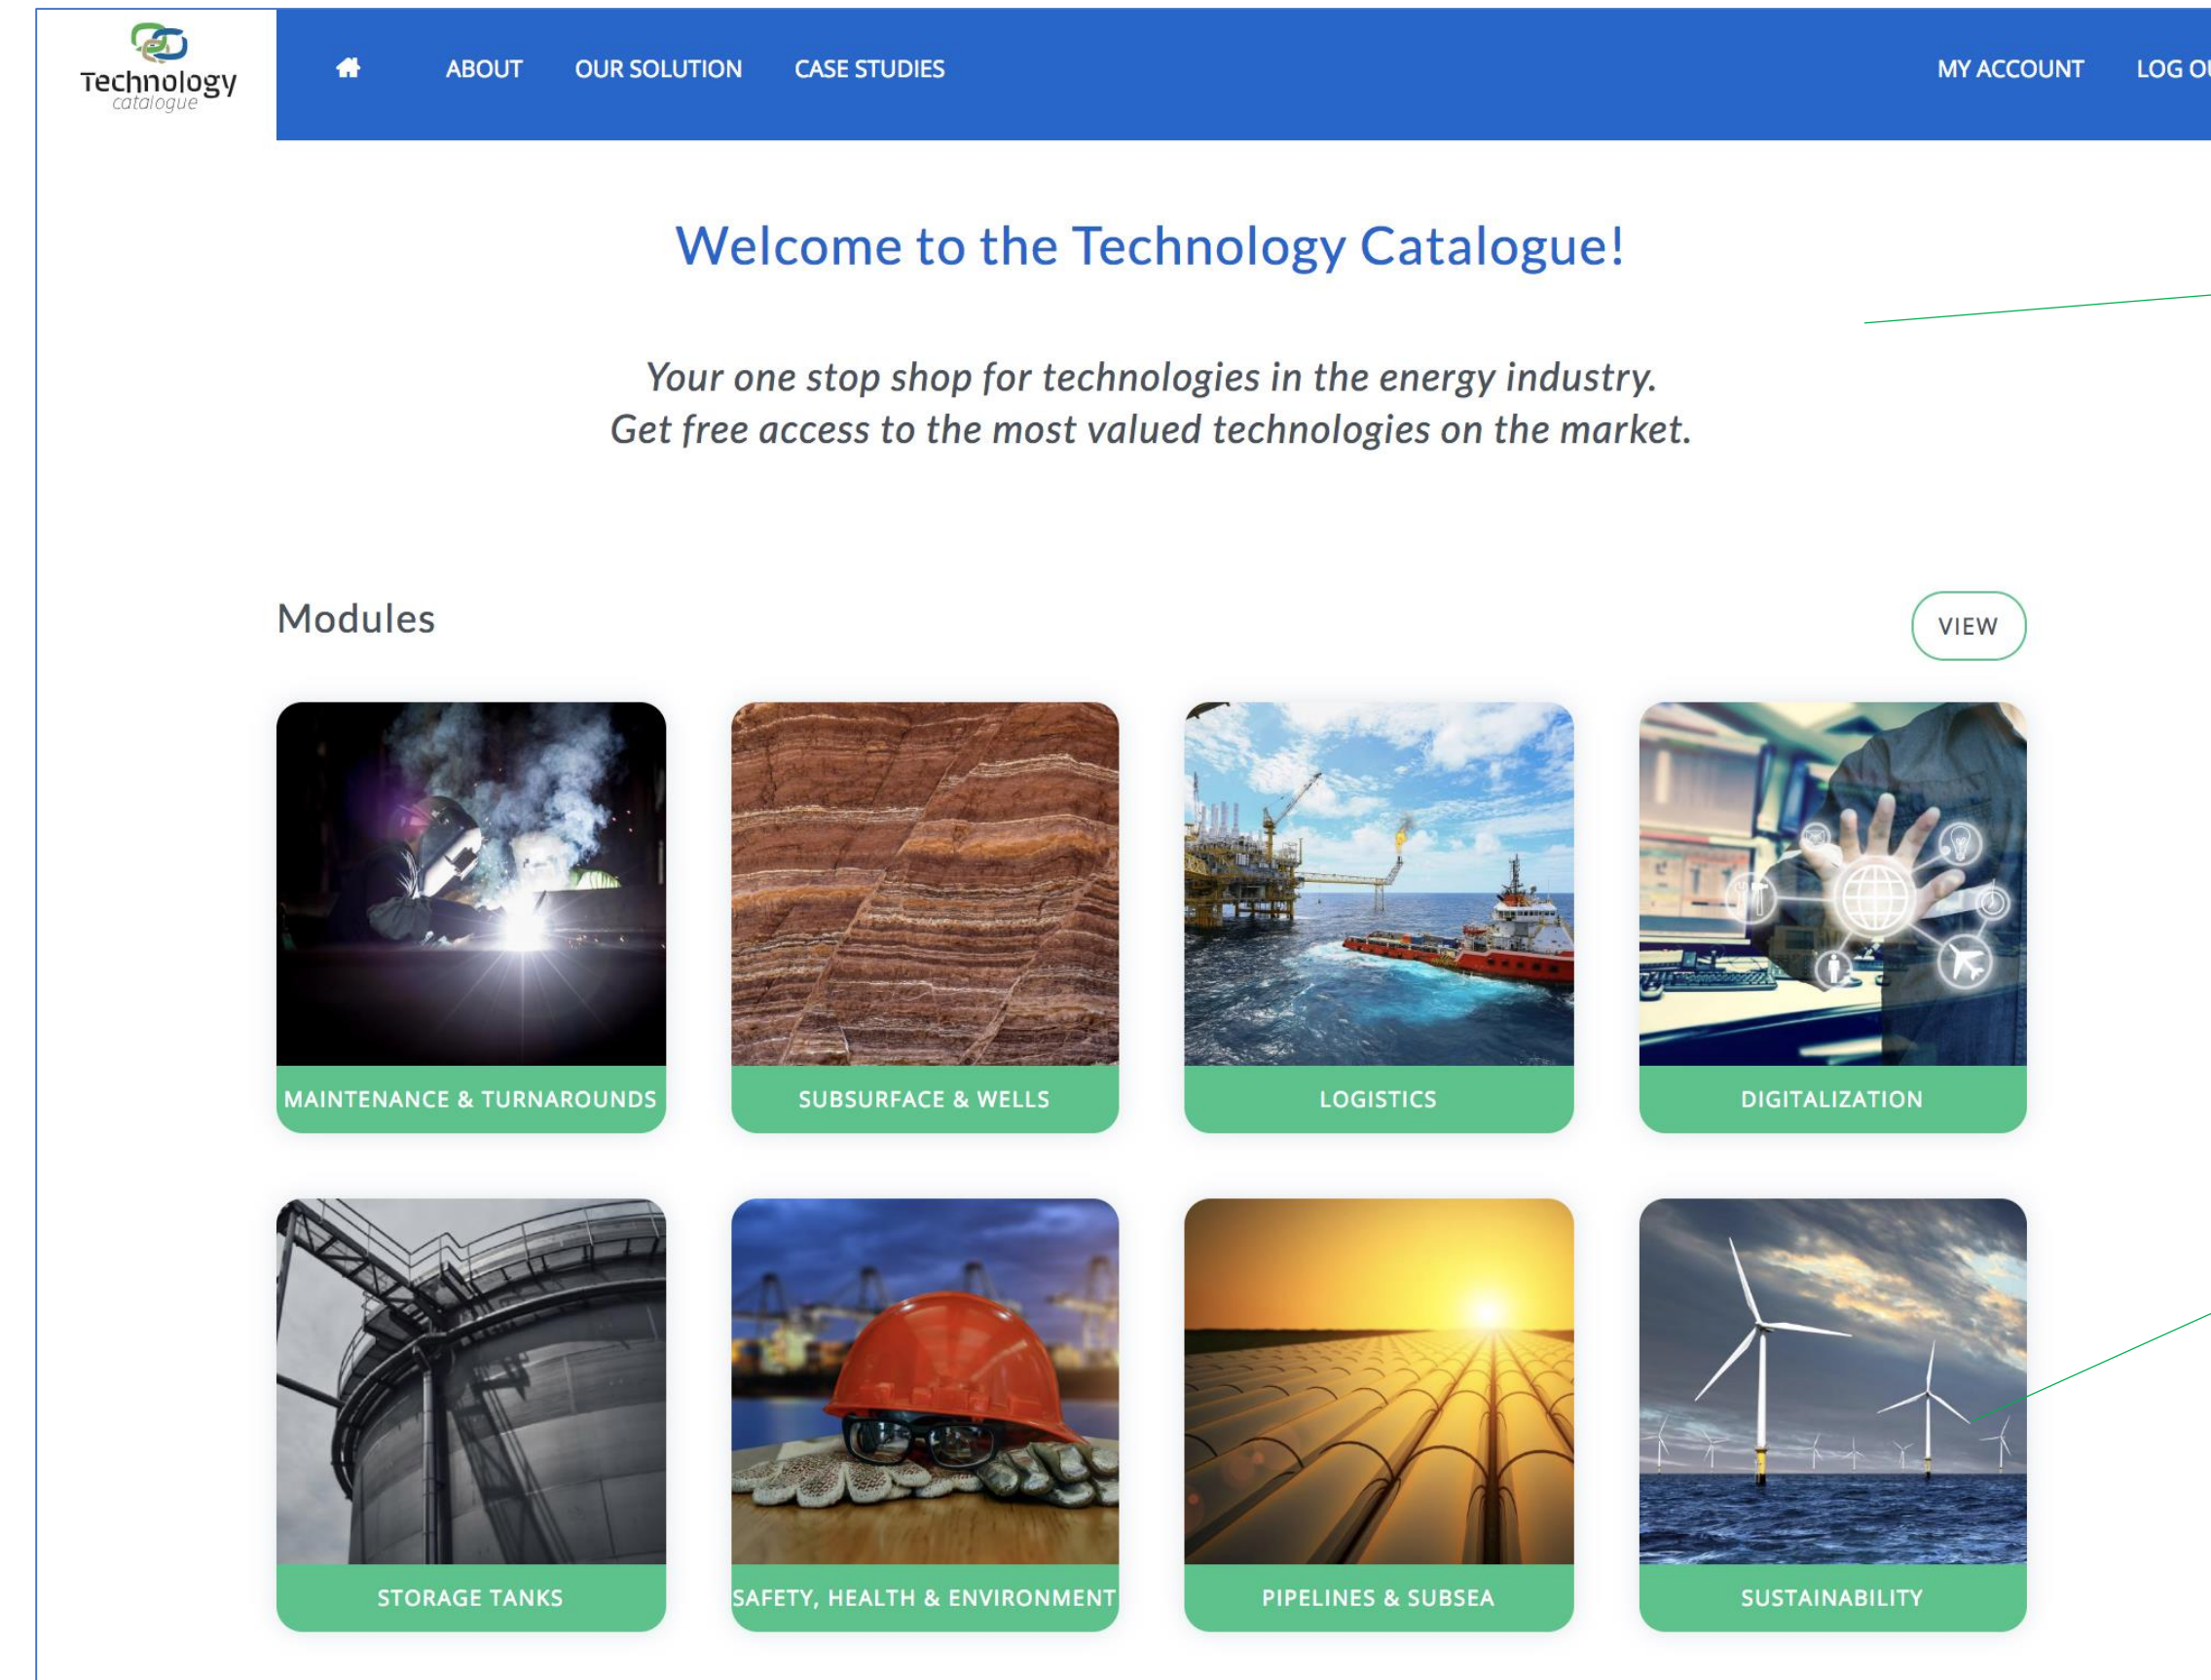 Technology
catalogue
ABOUT
OUR SOLUTION
CASE STUDIES
MY ACCOUNT
LOG OU
Welcome to the Technology Catalogue!
Your one stop shop for technologies in the energy industry.
Get free access to the most valued technologies on the market.
Modules
VIEW
MAINTENANCE & TURNAROUNDS
SUBSURFACE & WELLS
LOGISTICS
DIGITALIZATION
STORAGE TANKS
SAFETY, HEALTH & ENVIRONMENT
PIPELINES & SUBSEA
SUSTAINABILITY